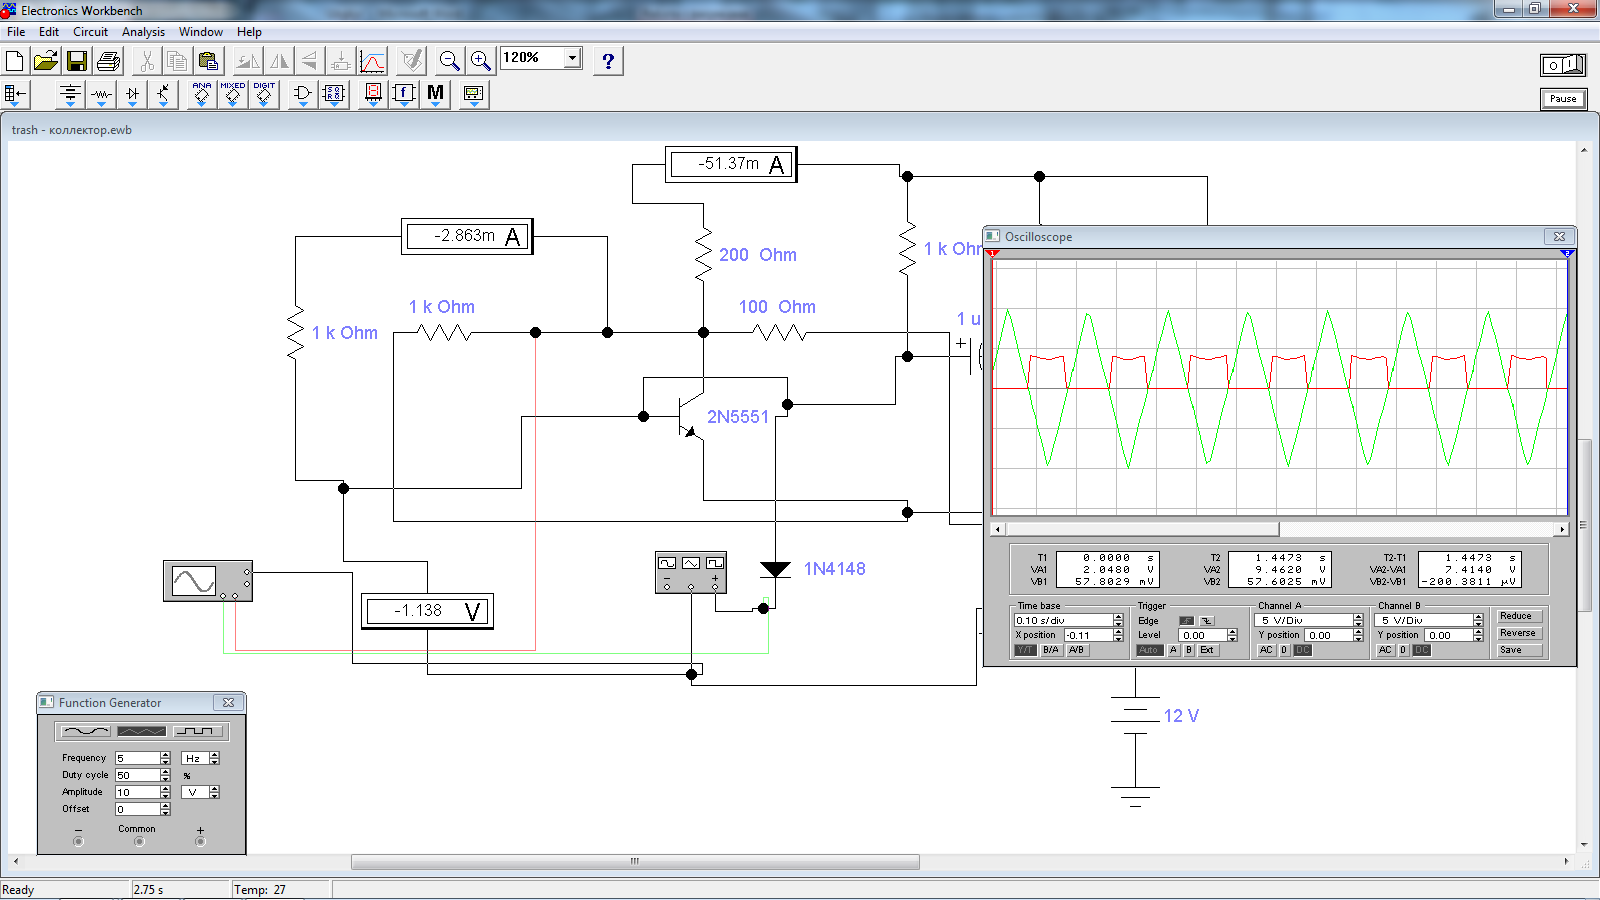 Electronics Workbench
File Edit Circuit Analysis Window Help
120% ?
ANA MIXED DIGIT
f M
Pause
trash - коллектор.ewb
-51.37m A
-2.863m A
200 Ohm
1 k Ohm
1 k Ohm
100 Ohm
1 k Ohm
1 u
+
2N5551
1N4148
-1.138 V
12 V
Oscilloscope
T1 0.0000 s
VA1 2.0480 V
VB1 57.8029 mV
T2 1.4473 s
VA2 9.4620 V
VB2 57.6025 mV
T2-T1 1.4473 s
VA2-VA1 7.4140 V
VB2-VB1 -200.3811 µV
Time base
0.10 s/div
X position -0.11
Y/T B/A A/B
Trigger
Edge
Level 0.00
Auto A B Ext
Channel A
5 V/Div
Y position 0.00
AC 0 DC
Channel B
5 V/Div
Y position 0.00
AC 0 DC
Reduce
Reverse
Save
Function Generator
Frequency 5 Hz
Duty cycle 50 %
Amplitude 10 V
Offset 0
− Common +
Ready 2.75 s Temp: 27